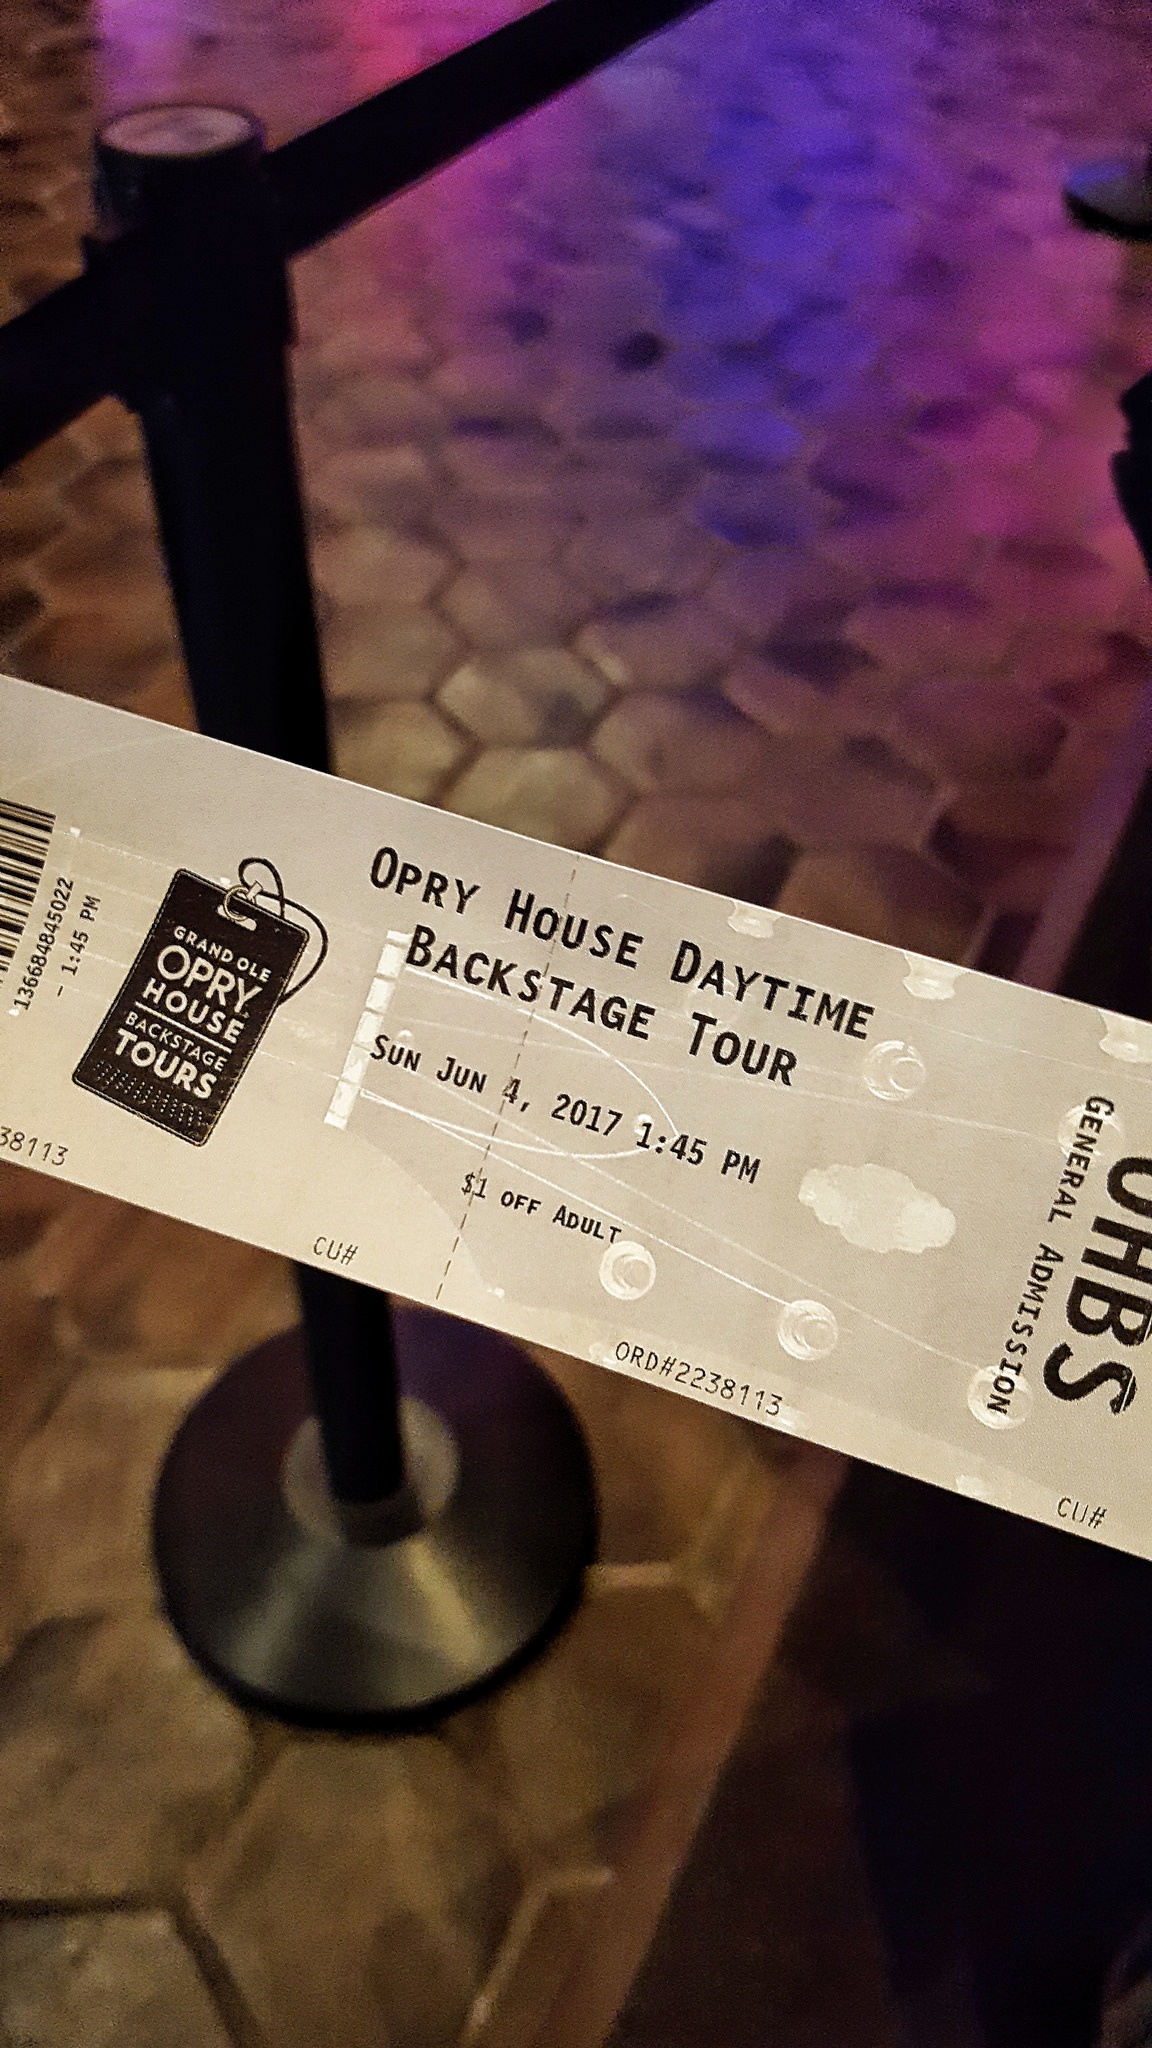 136684845022
- 1:45 PM
38113
GRAND OLE
OPRY
HOUSE
BACKSTAGE
TOURS
CU#
OPRY HOUSE DAYTIME
BACKSTAGE TOUR
SUN JUN 4, 2017 1:45 PM
$1 OFF ADULT
ORD#2238113
GENERAL ADMISSION
OHBS
CU#